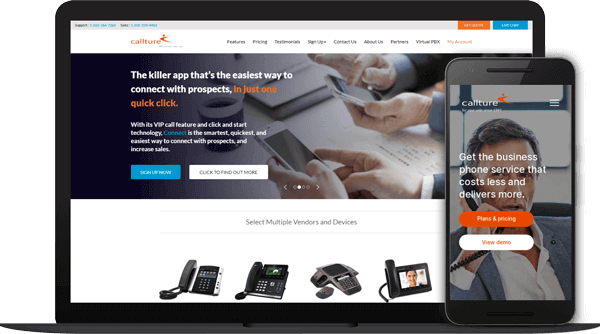 Support:
Sales:
GET QUOTE
LIVE CHAT
callture
Features Pricing Testimonials Sign Up Contact Us About Us Partners Virtual PBX My Account
The killer app that's the easiest way to
connect with prospects, in just one
quick click.
With its VIP call feature and click and start
technology, Connect is the smartest, quickest, and
easiest way to connect with prospects, and
increase sales.
SIGN UP NOW
CLICK TO FIND OUT MORE
Select Multiple Vendors and Devices
callture
Get the business
phone service that
costs less and
delivers more.
Plans & pricing
View demo